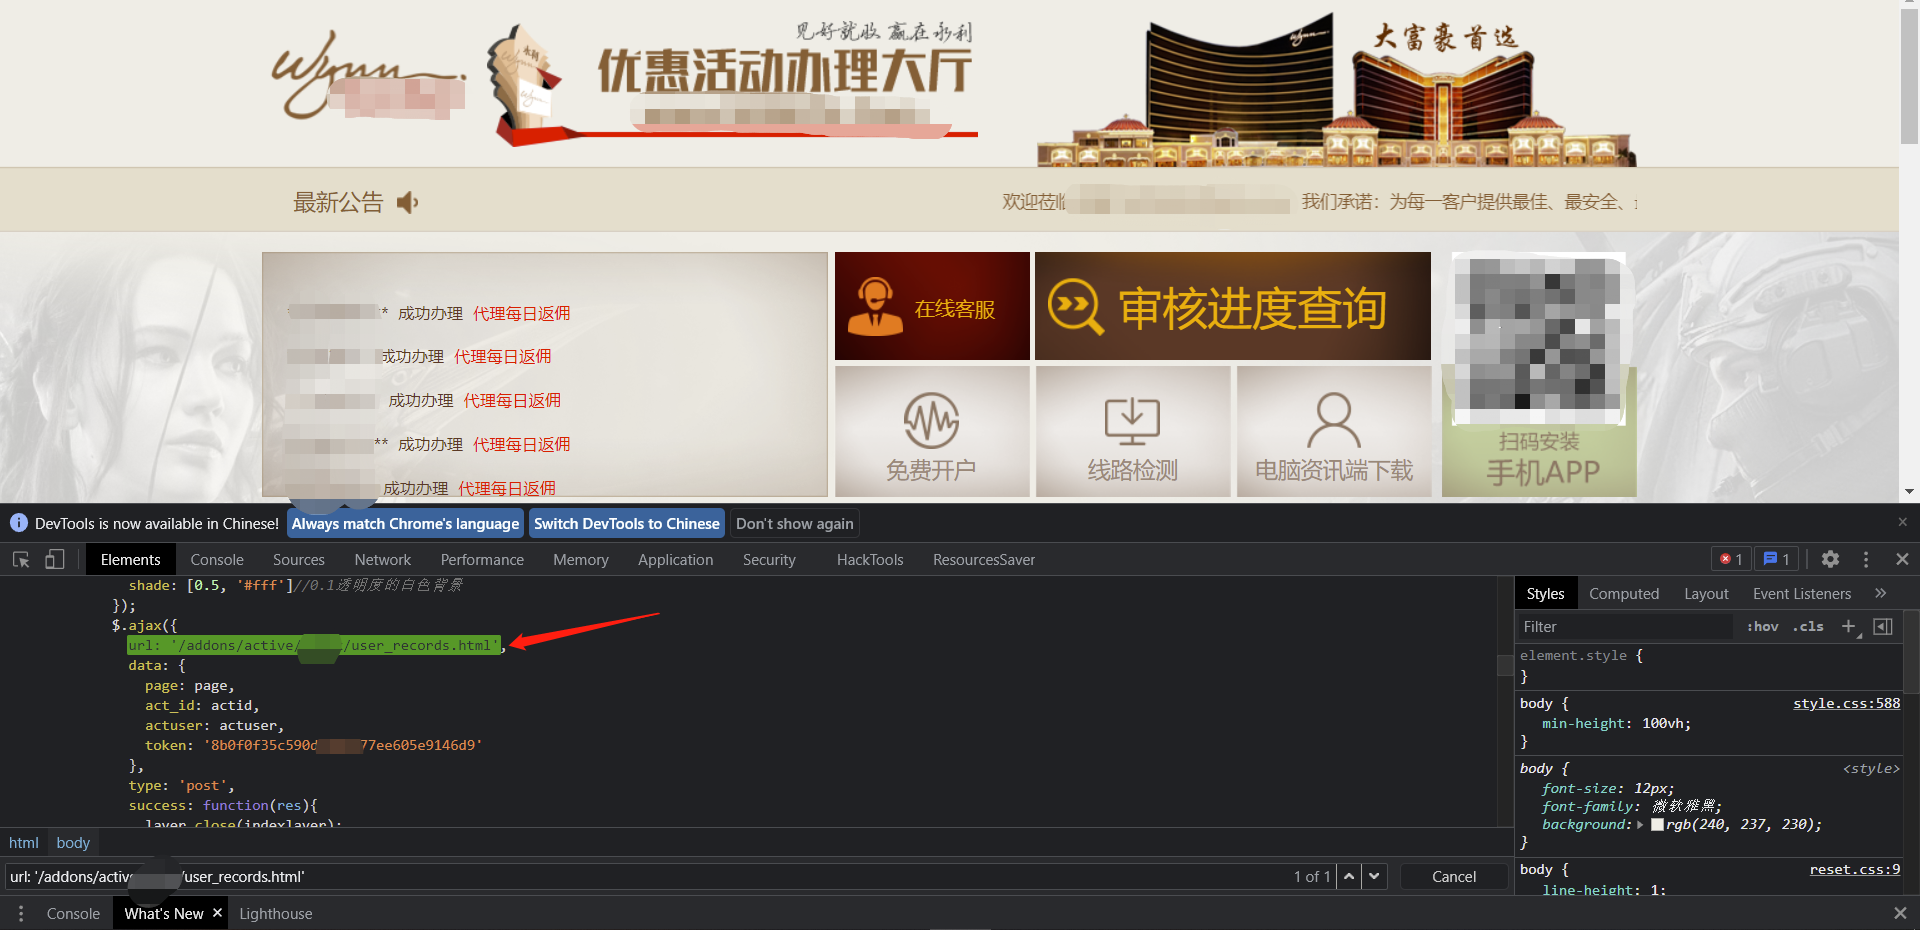 见好就收 赢在永利
Wynn
永利
优惠活动办理大厅
wynn
大富豪首选
最新公告
欢迎莅临
我们承诺：为每一客户提供最佳、最安全、
** 成功办理 代理每日返佣
成功办理 代理每日返佣
成功办理 代理每日返佣
** 成功办理 代理每日返佣
成功办理 代理每日返佣
在线客服
审核进度查询
免费开户
线路检测
电脑资讯端下载
扫码安装
手机APP
DevTools is now available in Chinese!
Always match Chrome's language
Switch DevTools to Chinese
Don't show again
Elements Console Sources Network Performance Memory Application Security HackTools ResourcesSaver
1 1
shade: [0.5, '#fff']//0.1透明度的白色背景
});
$.ajax({
url: '/addons/active/ /user_records.html',
data: {
page: page,
act_id: actid,
actuser: actuser,
token: '8b0f0f35c590d 77ee605e9146d9'
},
type: 'post',
success: function(res){
layer.close(indexlayer);
html body
url: '/addons/activ /user_records.html'
1 of 1
Cancel
Console What's New Lighthouse
Styles Computed Layout Event Listeners
Filter
:hov .cls
element.style {
}
body {
style.css:588
min-height: 100vh;
}
body {
<style>
font-size: 12px;
font-family: 微软雅黑;
background: rgb(240, 237, 230);
}
body {
reset.css:9
line-height: 1;